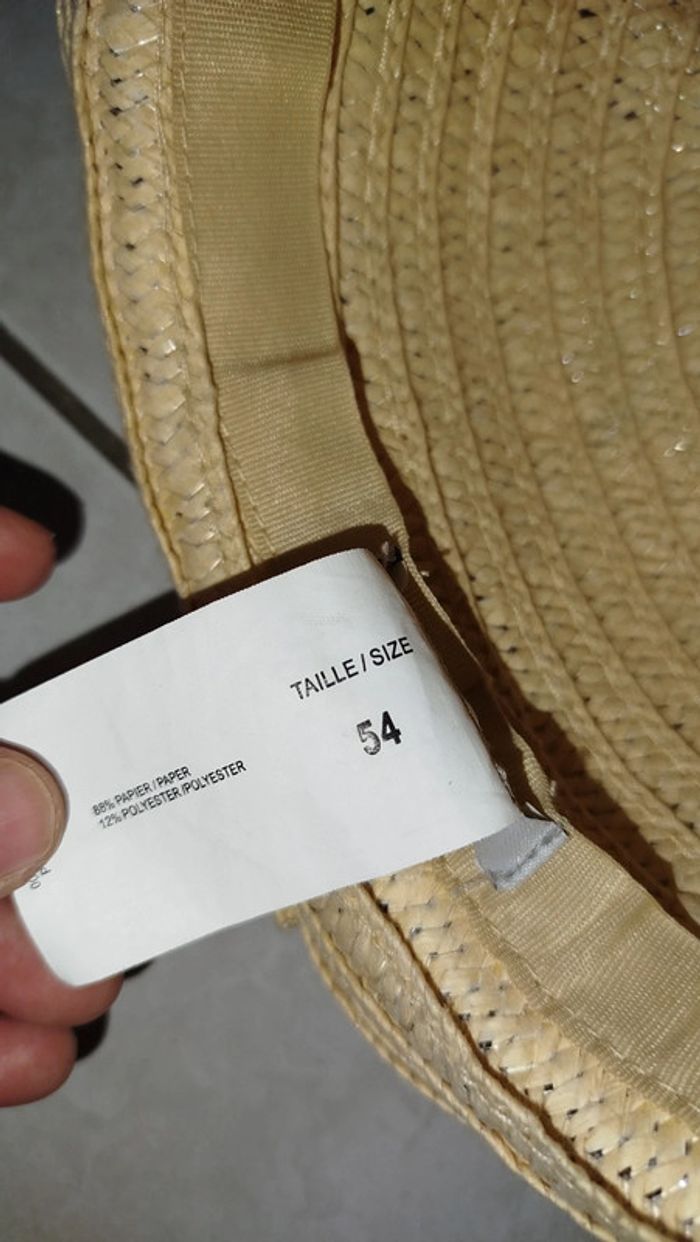 TAILLE / SIZE
54
88% PAPIER / PAPER
12% POLYESTER /POLYESTER